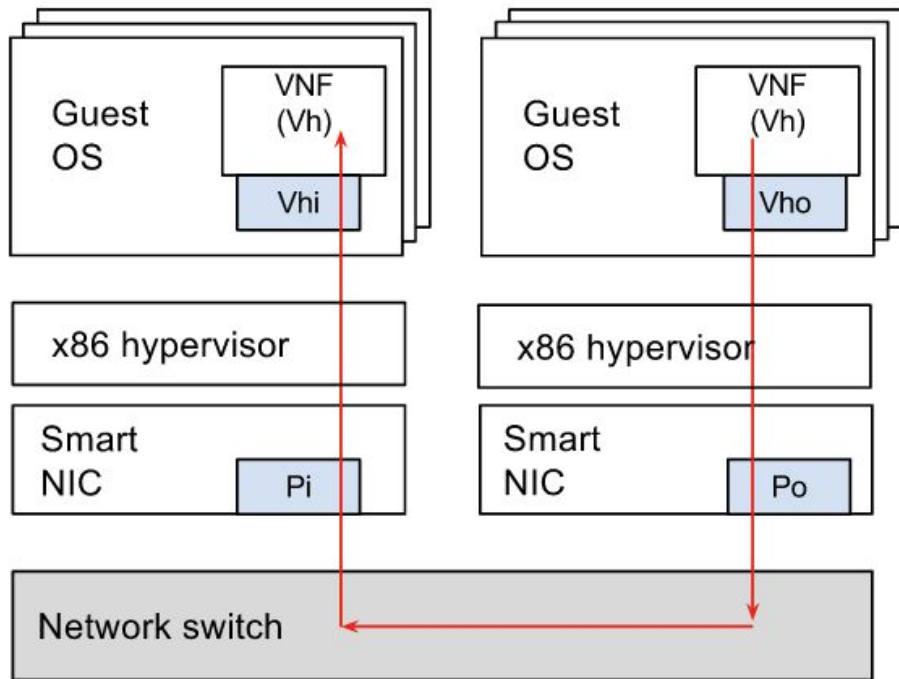 VNF
(Vh)
Guest
OS
Vhi
VNF
(Vh)
Guest
OS
Vho
x86 hypervisor
x86 hypervisor
Smart
NIC
Pi
Smart
NIC
Po
Network switch